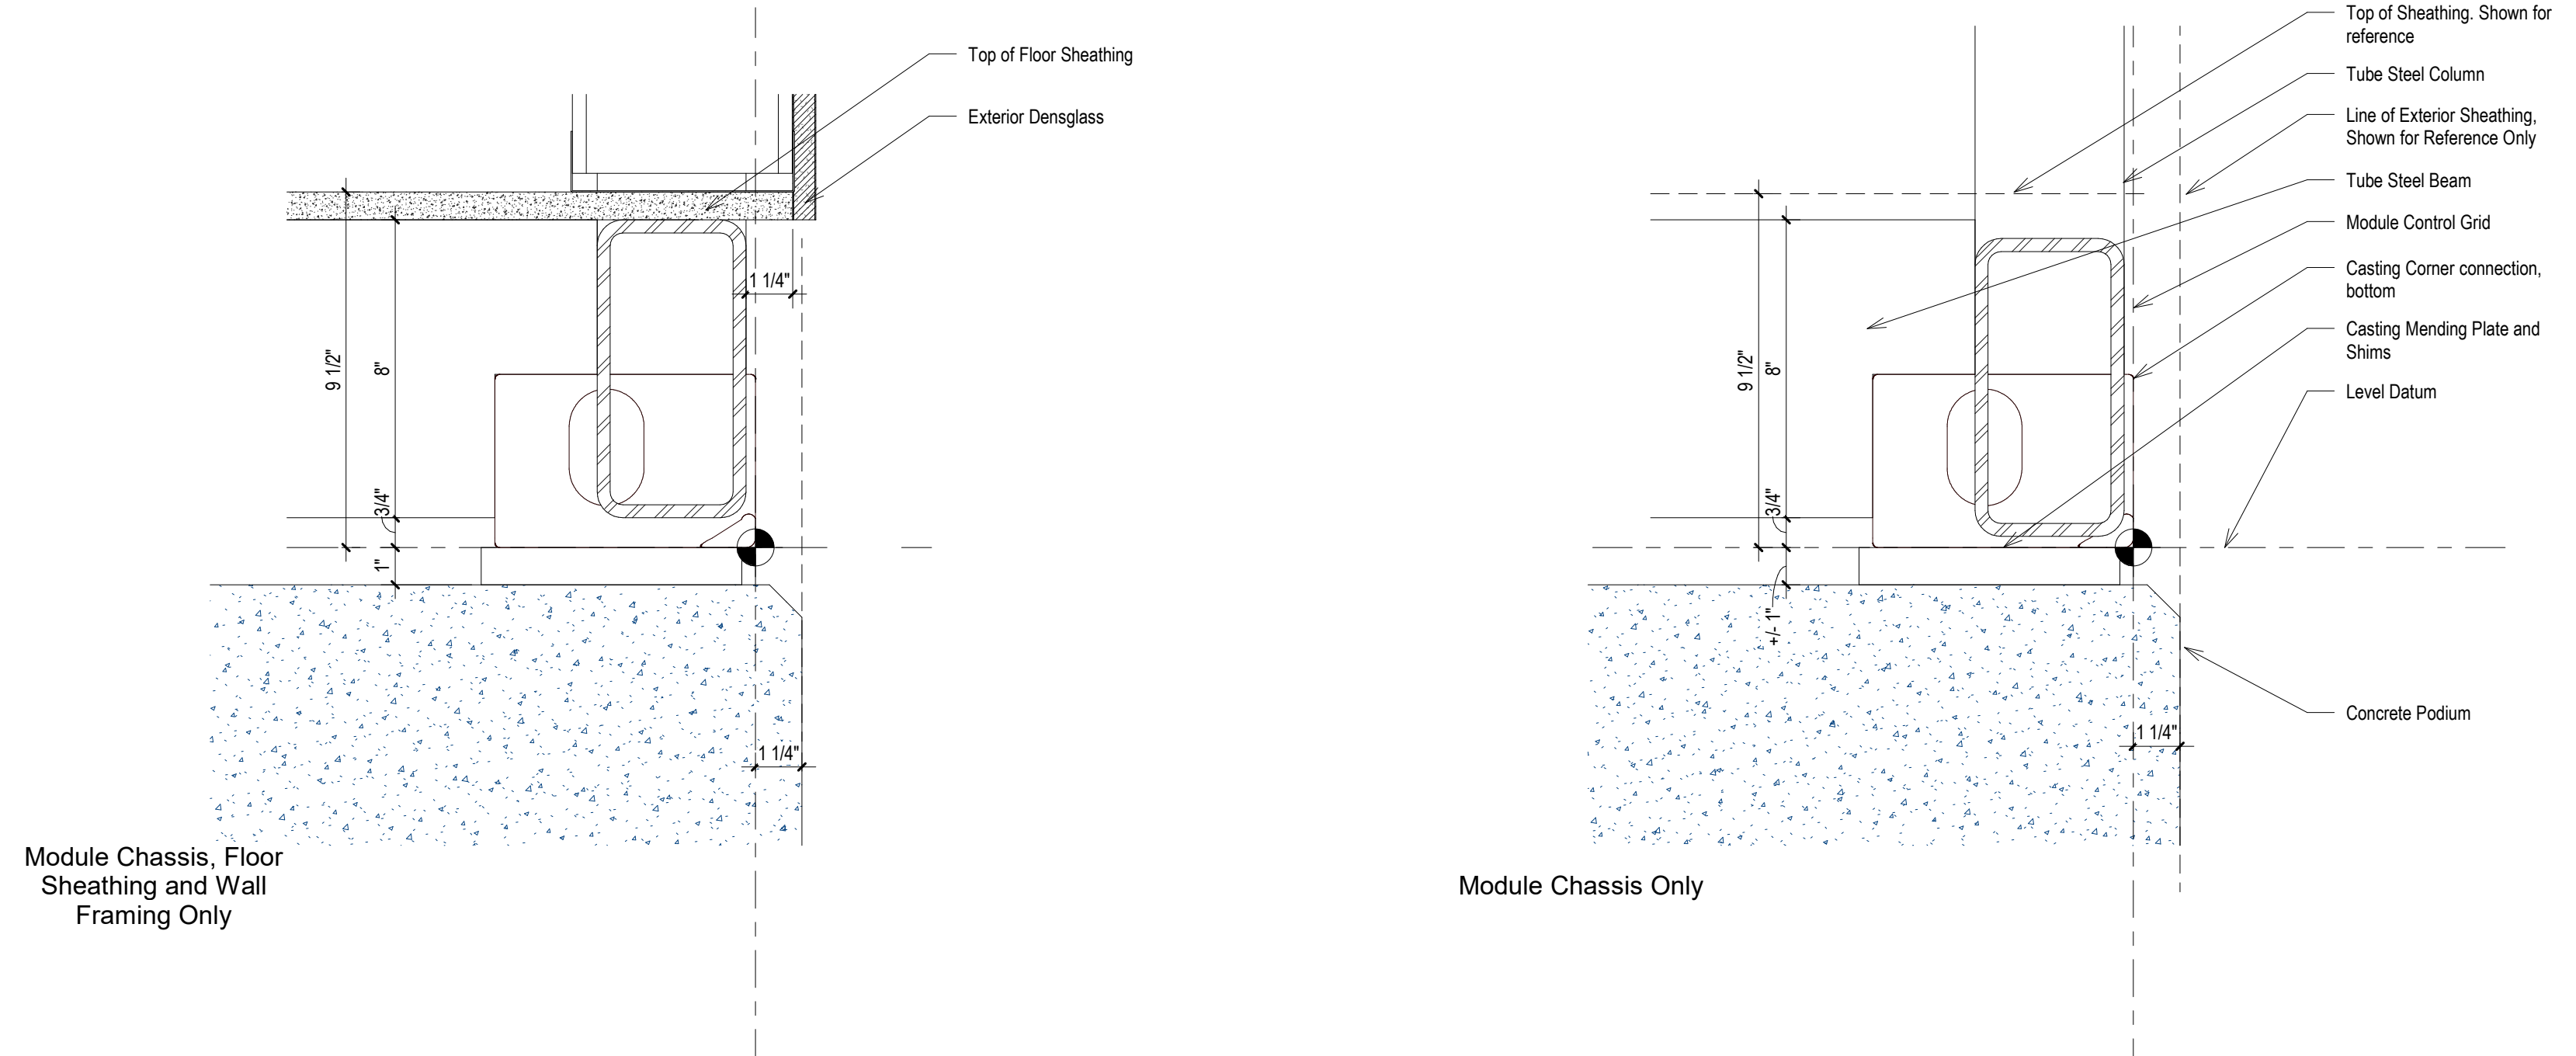 Top of Floor Sheathing
Exterior Densglass
1 1/4"
9 1/2"
8"
3/4"
1"
1 1/4"
Module Chassis, Floor
Sheathing and Wall
Framing Only
Top of Sheathing. Shown for
reference
Tube Steel Column
Line of Exterior Sheathing,
Shown for Reference Only
Tube Steel Beam
Module Control Grid
Casting Corner connection,
bottom
Casting Mending Plate and
Shims
Level Datum
Concrete Podium
9 1/2"
8"
3/4"
+/- 1"
1 1/4"
Module Chassis Only